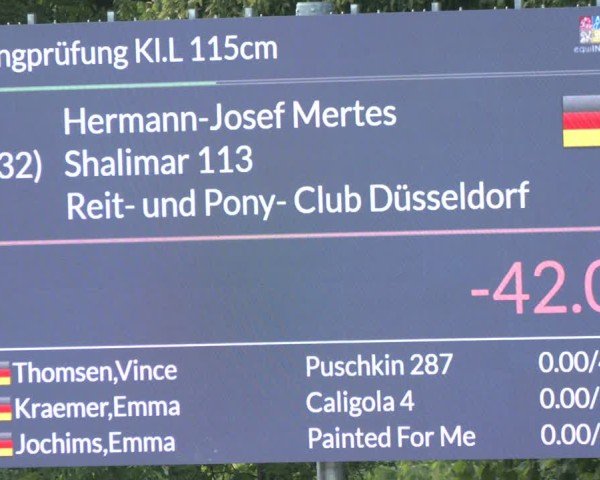 ngprüfung Kl.L 115cm
equiIN
Hermann-Josef Mertes
32) Shalimar 113
Reit- und Pony- Club Düsseldorf
-42.0
Thomsen,Vince Puschkin 287 0.00/
Kraemer,Emma Caligola 4 0.00/
Jochims,Emma Painted For Me 0.00/